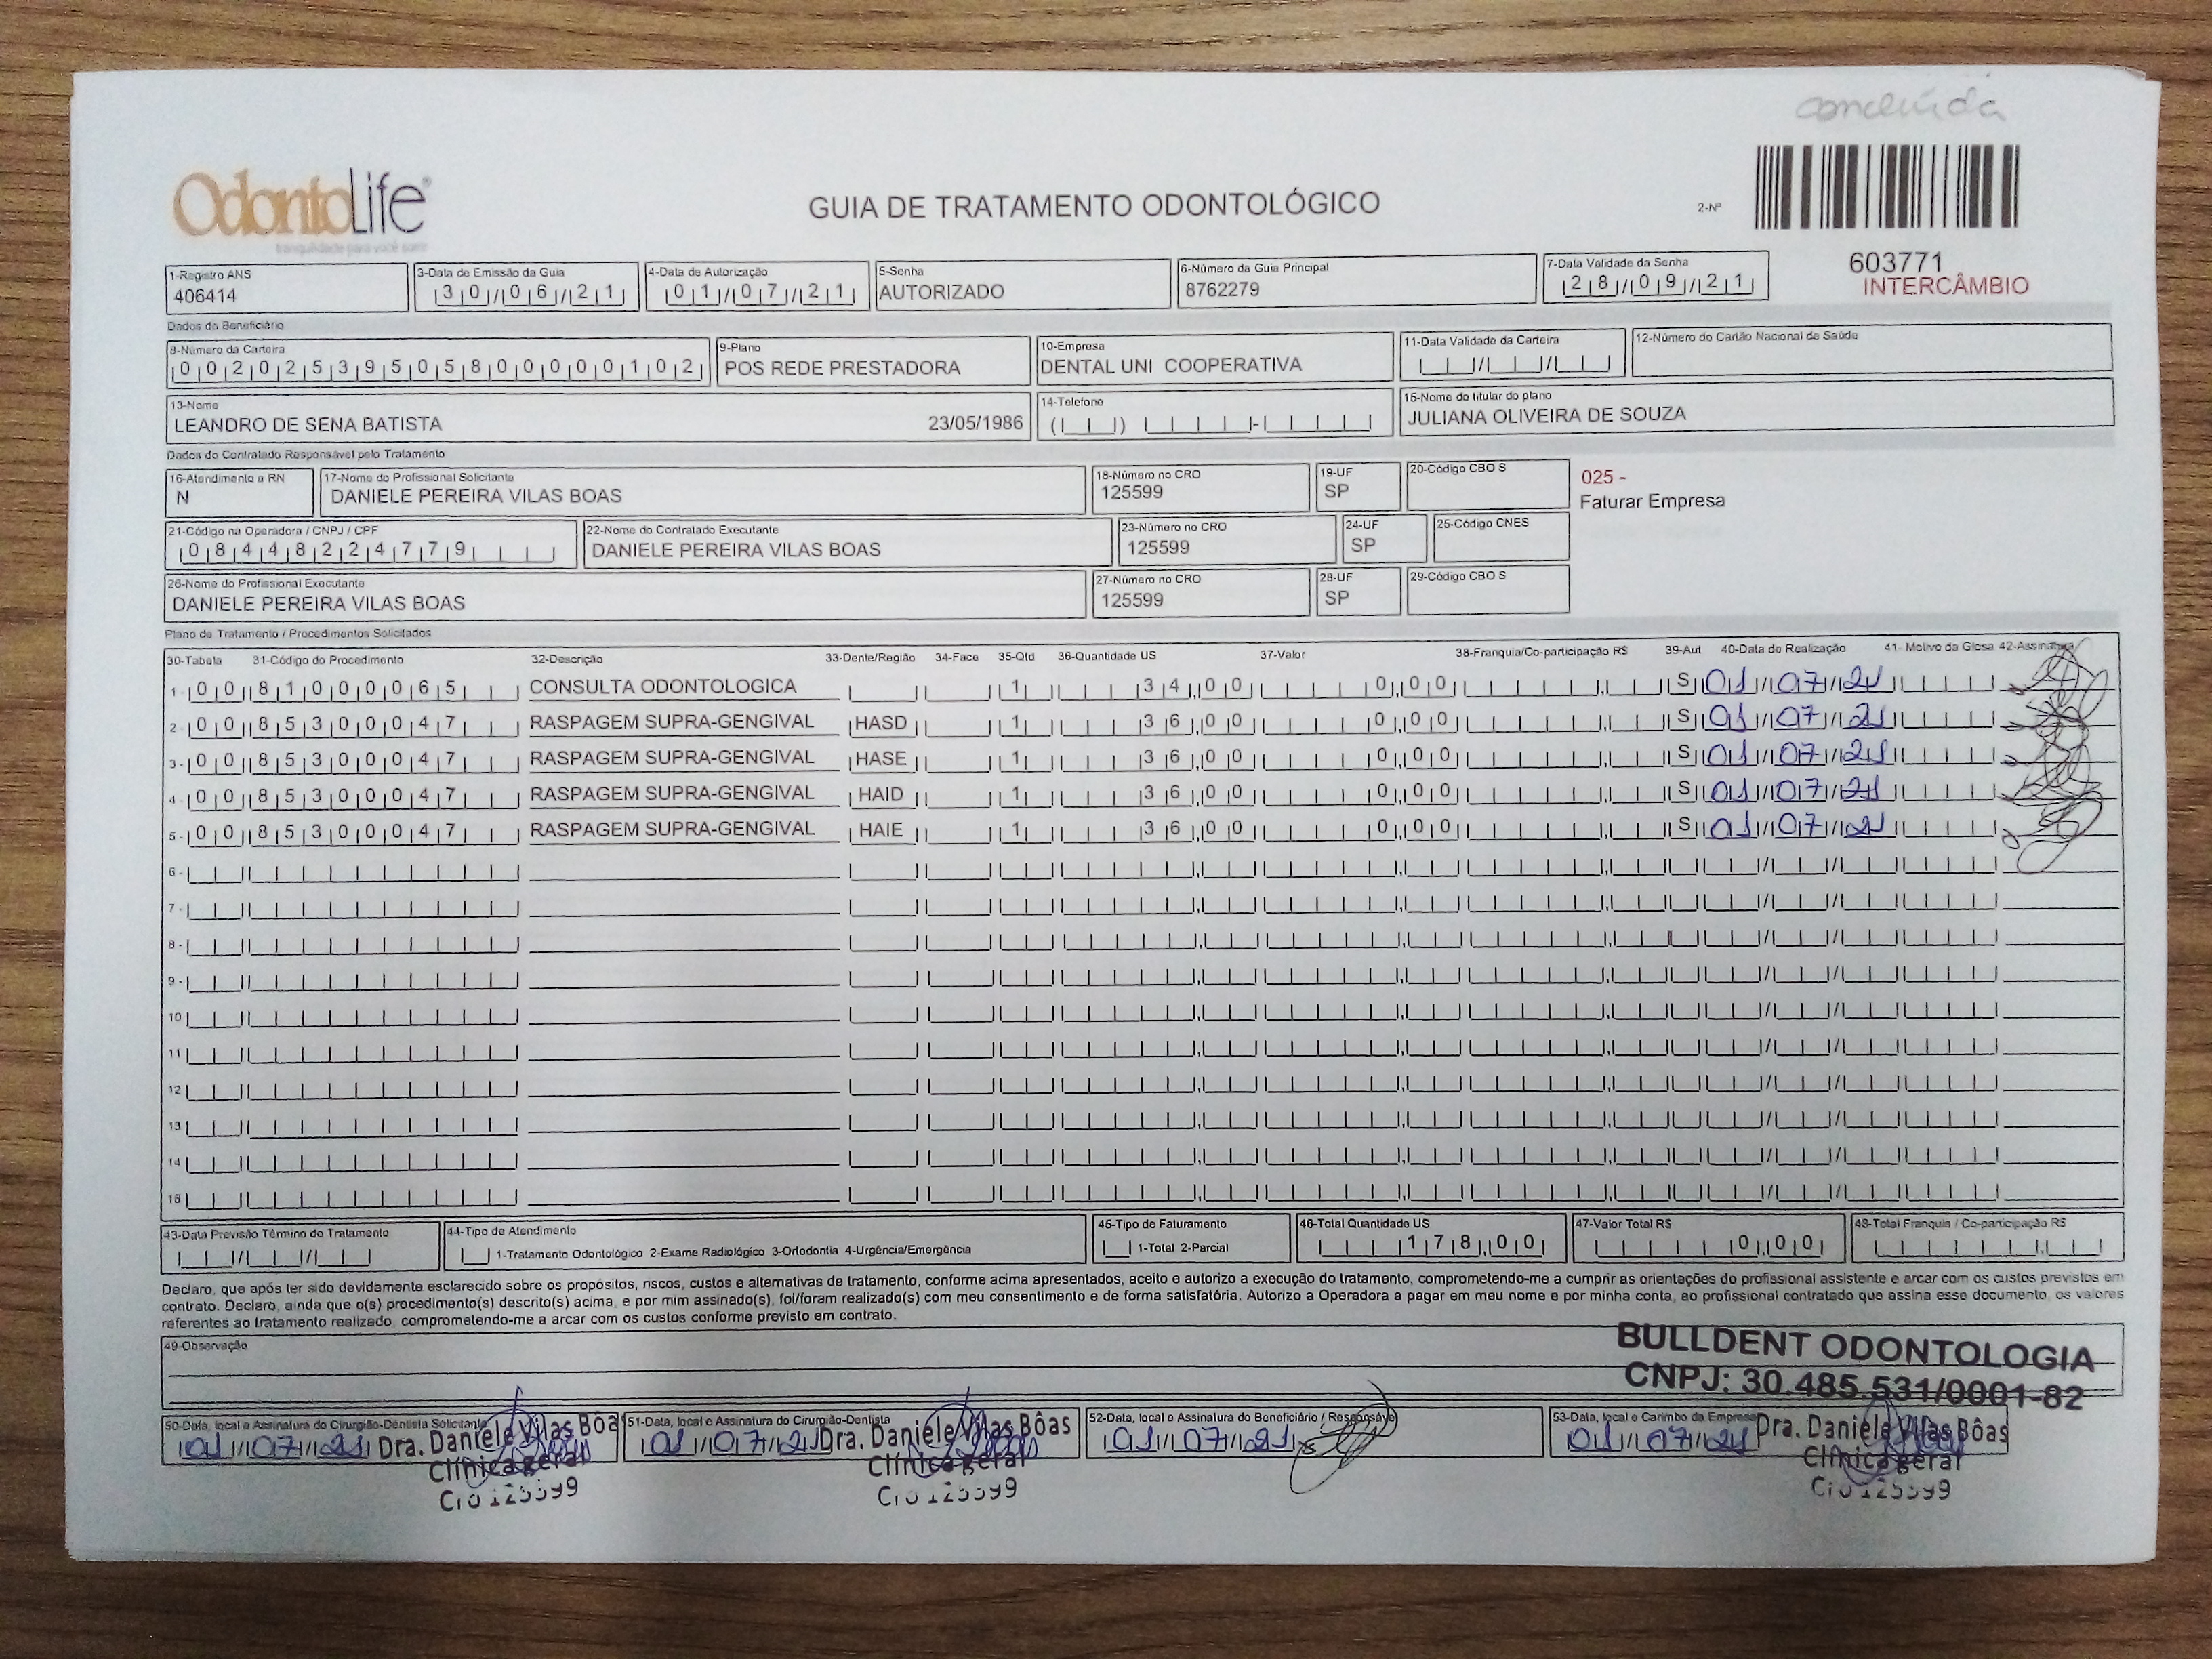 concluída
OdontoLife®
tranquilidade para você sorrir
GUIA DE TRATAMENTO ODONTOLÓGICO
2-Nº
603771
INTERCÂMBIO
1-Registro ANS
406414
3-Data de Emissão da Guia
30/06/21
4-Data de Autorização
01/07/21
5-Senha
AUTORIZADO
6-Número da Guia Principal
8762279
7-Data Validade da Senha
28/09/21
Dados do Beneficiário
8-Número da Carteira
00202539505800000102
9-Plano
POS REDE PRESTADORA
10-Empresa
DENTAL UNI COOPERATIVA
11-Data Validade da Carteira
12-Número do Cartão Nacional de Saúde
13-Nome
LEANDRO DE SENA BATISTA 23/05/1986
14-Telefone
15-Nome do titular do plano
JULIANA OLIVEIRA DE SOUZA
Dados do Contratado Responsável pelo Tratamento
16-Atendimento a RN
N
17-Nome do Profissional Solicitante
DANIELE PEREIRA VILAS BOAS
18-Número no CRO
125599
19-UF
SP
20-Código CBO S
025 -
Faturar Empresa
21-Código na Operadora / CNPJ / CPF
08448224779
22-Nome do Contratado Executante
DANIELE PEREIRA VILAS BOAS
23-Número no CRO
125599
24-UF
SP
25-Código CNES
26-Nome do Profissional Executante
DANIELE PEREIRA VILAS BOAS
27-Número no CRO
125599
28-UF
SP
29-Código CBO S
Plano de Tratamento / Procedimentos Solicitados
30-Tabela 31-Código do Procedimento 32-Descrição 33-Dente/Região 34-Face 35-Qtd 36-Quantidade US 37-Valor 38-Franquia/Co-participação R$ 39-Aut 40-Data de Realização 41- Motivo da Glosa 42-Assinatura
1- 00 81000065 CONSULTA ODONTOLOGICA 1 34,00 0,00 S 01/07/21
2- 00 85300047 RASPAGEM SUPRA-GENGIVAL HASD 1 36,00 0,00 S 01/07/21
3- 00 85300047 RASPAGEM SUPRA-GENGIVAL HASE 1 36,00 0,00 S 01/07/21
4- 00 85300047 RASPAGEM SUPRA-GENGIVAL HAID 1 36,00 0,00 S 01/07/21
5- 00 85300047 RASPAGEM SUPRA-GENGIVAL HAIE 1 36,00 0,00 S 01/07/21
6-
7-
8-
9-
10
11
12
13
14
15
43-Data Previsão Término do Tratamento
44-Tipo de Atendimento
1-Tratamento Odontológico 2-Exame Radiológico 3-Ortodontia 4-Urgência/Emergência
45-Tipo de Faturamento
1-Total 2-Parcial
46-Total Quantidade US
178,00
47-Valor Total R$
0,00
48-Total Franquia / Co-participação R$
Declaro, que após ter sido devidamente esclarecido sobre os propósitos, riscos, custos e alternativas de tratamento, conforme acima apresentados, aceito e autorizo a execução do tratamento, comprometendo-me a cumprir as orientações do profissional assistente e arcar com os custos previstos em
contrato. Declaro, ainda que o(s) procedimento(s) descrito(s) acima, e por mim assinado(s), foi/foram realizado(s) com meu consentimento e de forma satisfatória. Autorizo a Operadora a pagar em meu nome e por minha conta, ao profissional contratado que assina esse documento, os valores
referentes ao tratamento realizado, comprometendo-me a arcar com os custos conforme previsto em contrato.
49-Observação
BULLDENT ODONTOLOGIA
CNPJ: 30.485.531/0001-82
50-Data, local e Assinatura do Cirurgião-Dentista Solicitante
01/07/21 Dra. Daniele Vilas Bôa
Clínica geral
Cro 125599
51-Data, local e Assinatura do Cirurgião-Dentista
01/07/21 Dra. Daniele Vilas Bôas
Clínica geral
Cro 125599
52-Data, local e Assinatura do Beneficiário / Responsável
01/07/21
53-Data, local e Carimbo da Empresa
01/07/21 Dra. Daniele Vilas Bôas
Clínica geral
Cro 125599